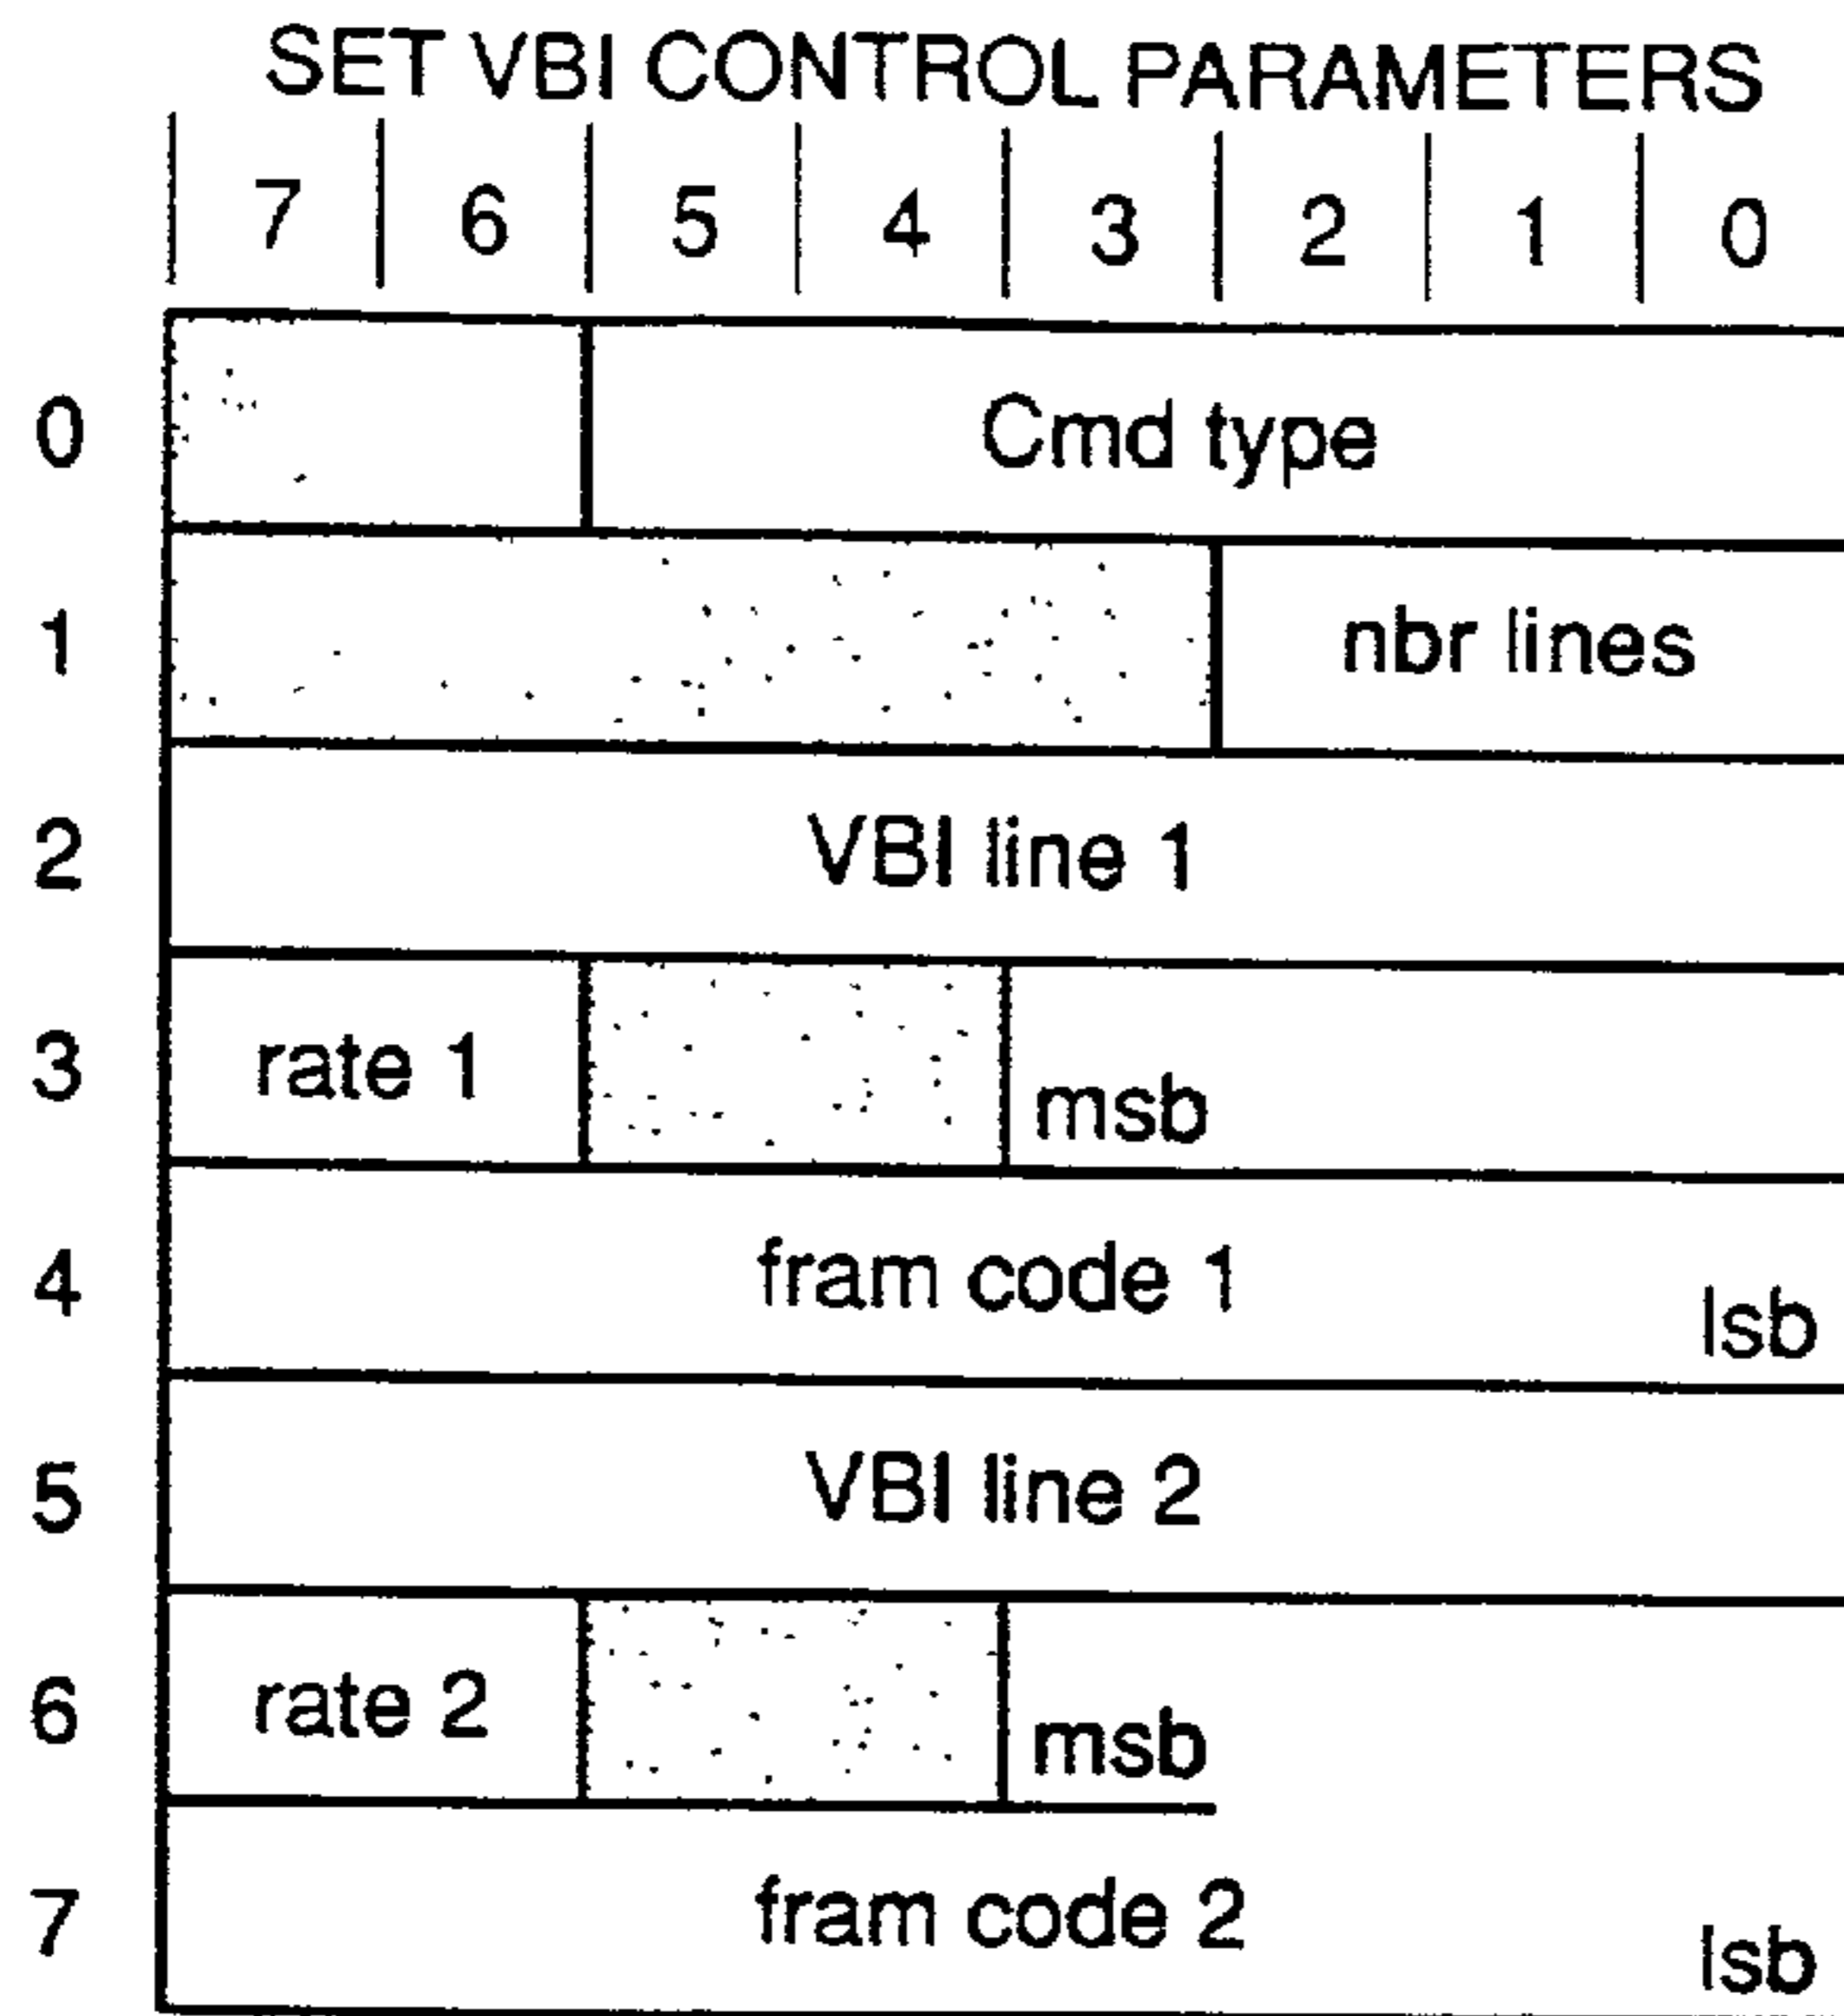 SET VBI CONTROL PARAMETERS
7 6 5 4 3 2 1 0
0 Cmd type
1 nbr lines
2 VBI line 1
3 rate 1 msb
4 fram code 1 lsb
5 VBI line 2
6 rate 2 msb
7 fram code 2 lsb